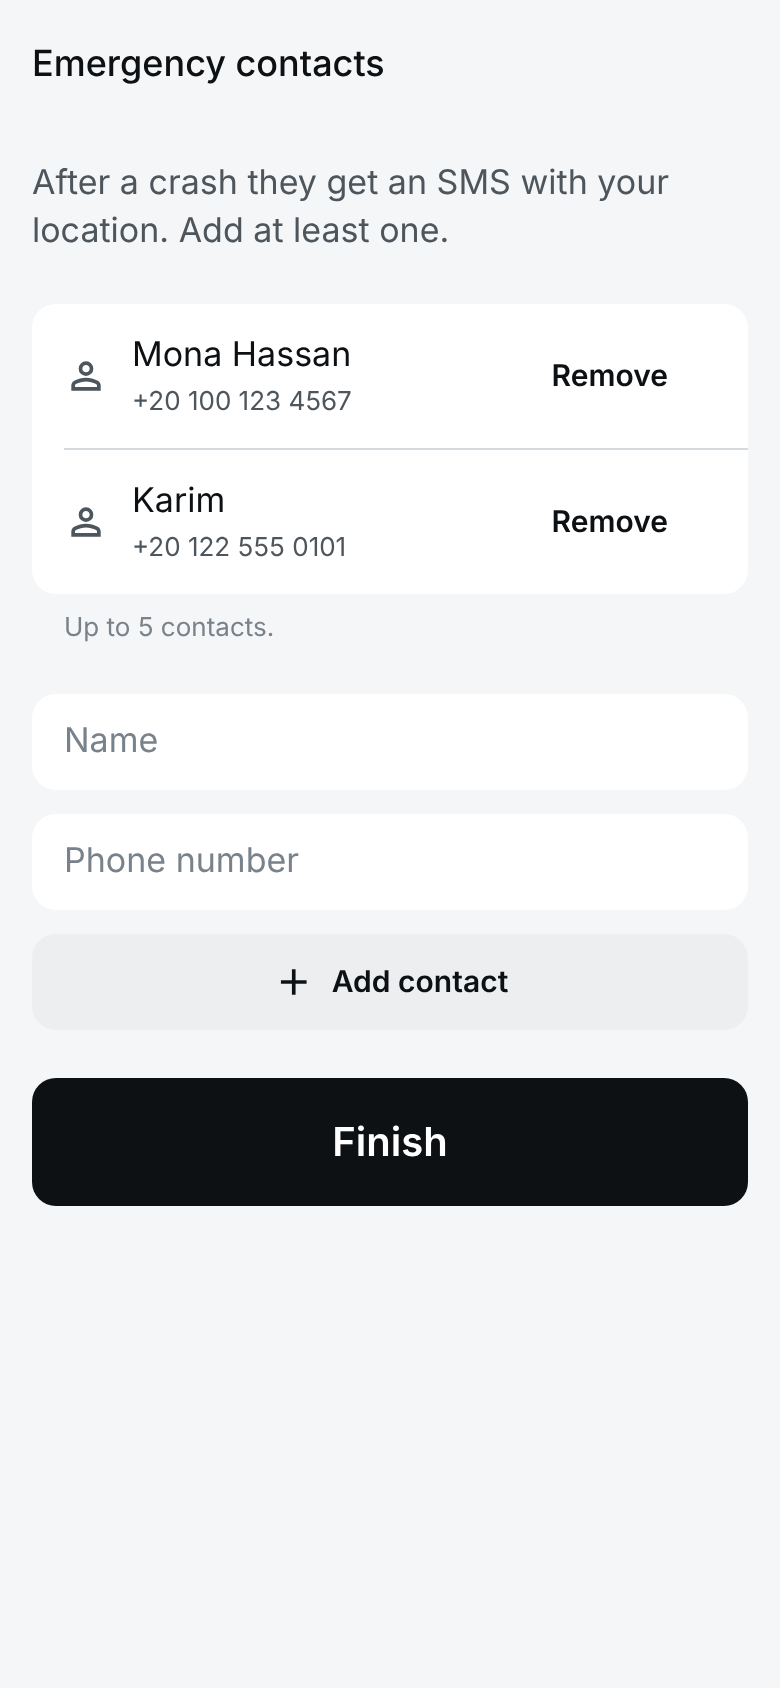 Emergency contacts
After a crash they get an SMS with your
location. Add at least one.
Mona Hassan
+20 100 123 4567
Remove
Karim
+20 122 555 0101
Remove
Up to 5 contacts.
Name
Phone number
Add contact
Finish